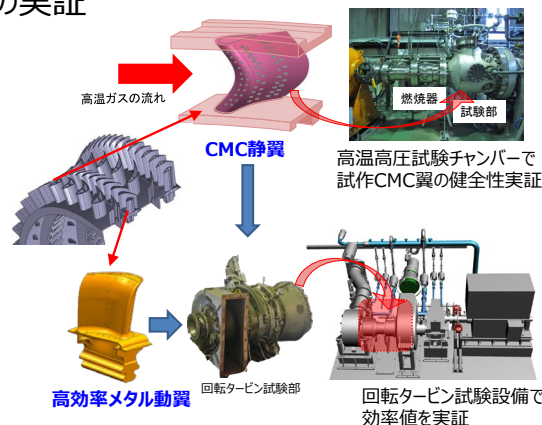 の実証
高温ガスの流れ
燃焼器
試験部
CMC静翼
高温高圧試験チャンバーで
試作CMC翼の健全性実証
高効率メタル動翼
回転タービン試験部
回転タービン試験設備で
効率値を実証